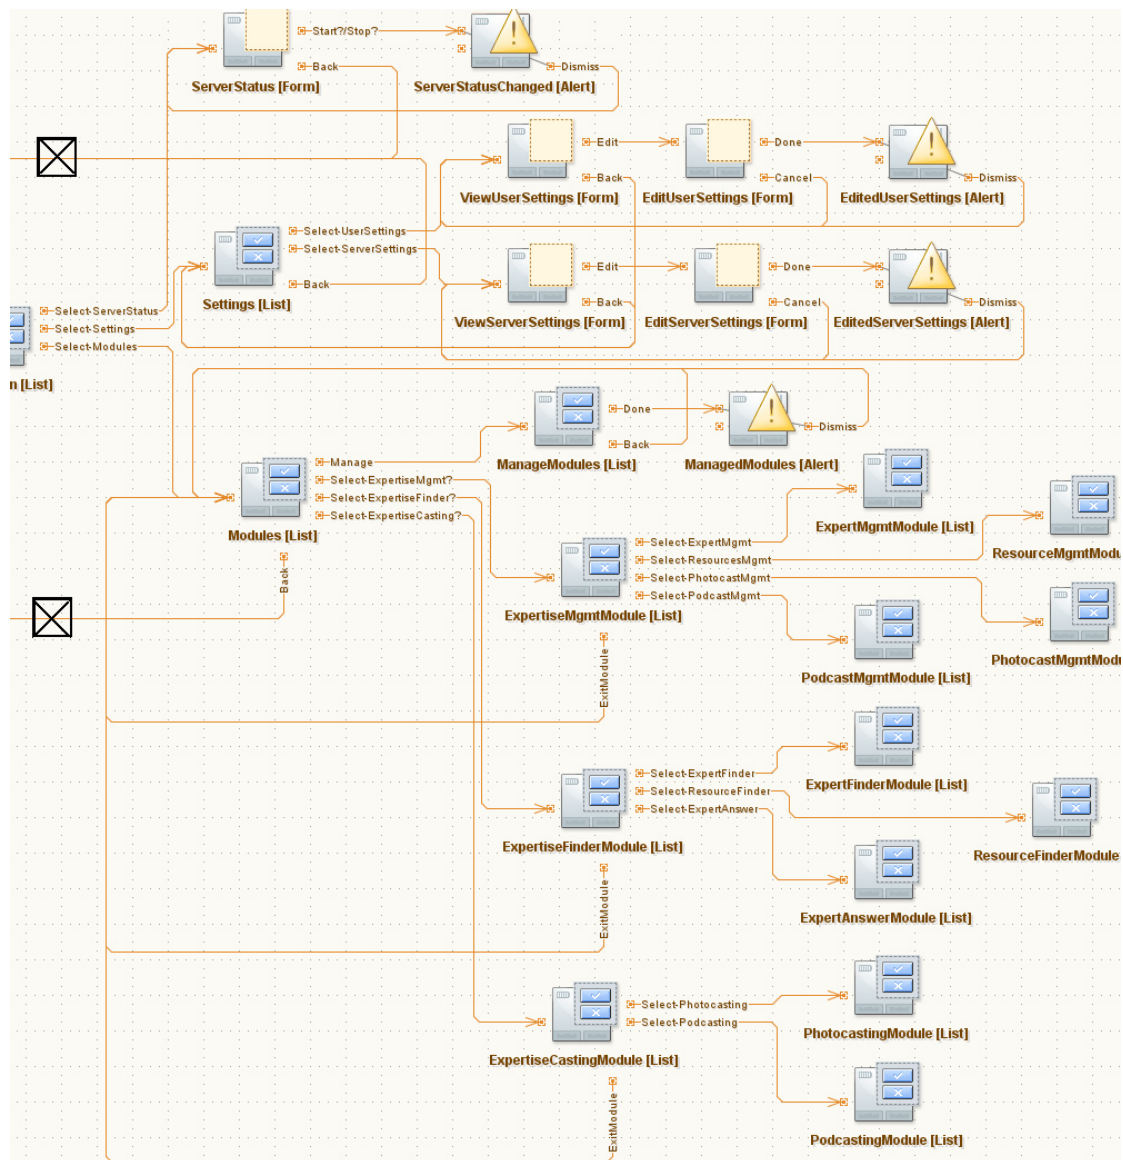 Start?/Stop?
Back
Dismiss
ServerStatus [Form]
ServerStatusChanged [Alert]
Edit
Back
Done
Cancel
Dismiss
ViewUserSettings [Form]
EditUserSettings [Form]
EditedUserSettings [Alert]
Select-UserSettings
Select-ServerSettings
Back
Settings [List]
Edit
Back
Done
Cancel
Dismiss
ViewServerSettings [Form]
EditServerSettings [Form]
EditedServerSettings [Alert]
Select-ServerStatus
Select-Settings
Select-Modules
n [List]
Done
Back
Dismiss
ManageModules [List]
ManagedModules [Alert]
Manage
Select-ExpertiseMgmt?
Select-ExpertiseFinder?
Select-ExpertiseCasting?
Modules [List]
Back
ExpertMgmtModule [List]
ResourceMgmtModu
Select-ExpertMgmt
Select-ResourcesMgmt
Select-PhotocastMgmt
Select-PodcastMgmt
ExpertiseMgmtModule [List]
ExitModule
PhotocastMgmtModu
PodcastMgmtModule [List]
Select-ExpertFinder
Select-ResourceFinder
Select-ExpertAnswer
ExpertiseFinderModule [List]
ExitModule
ExpertFinderModule [List]
ResourceFinderModule
ExpertAnswerModule [List]
Select-Photocasting
Select-Podcasting
ExpertiseCastingModule [List]
ExitModule
PhotocastingModule [List]
PodcastingModule [List]